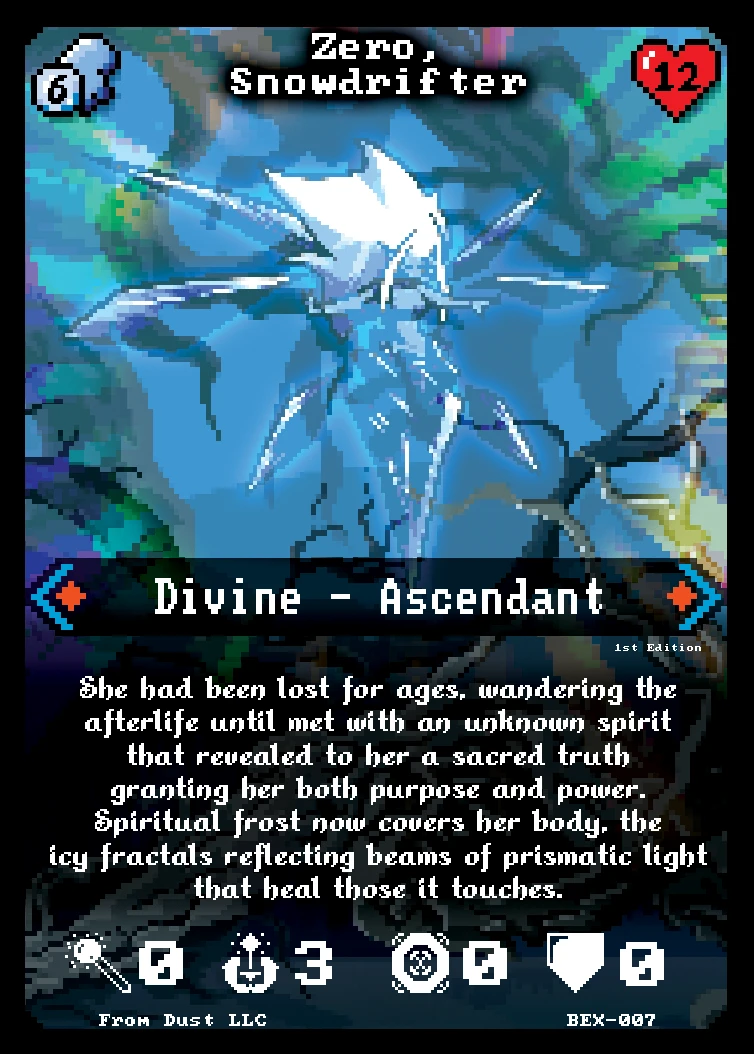 Zero,
Snowdrifter
6
12
Divine - Ascendant
1st Edition
She had been lost for ages, wandering the
afterlife until met with an unknown spirit
that revealed to her a sacred truth
granting her both purpose and power.
Spiritual frost now covers her body, the
icy fractals reflecting beams of prismatic light
that heal those it touches.
0 3 0 0
From Dust LLC BEX-007